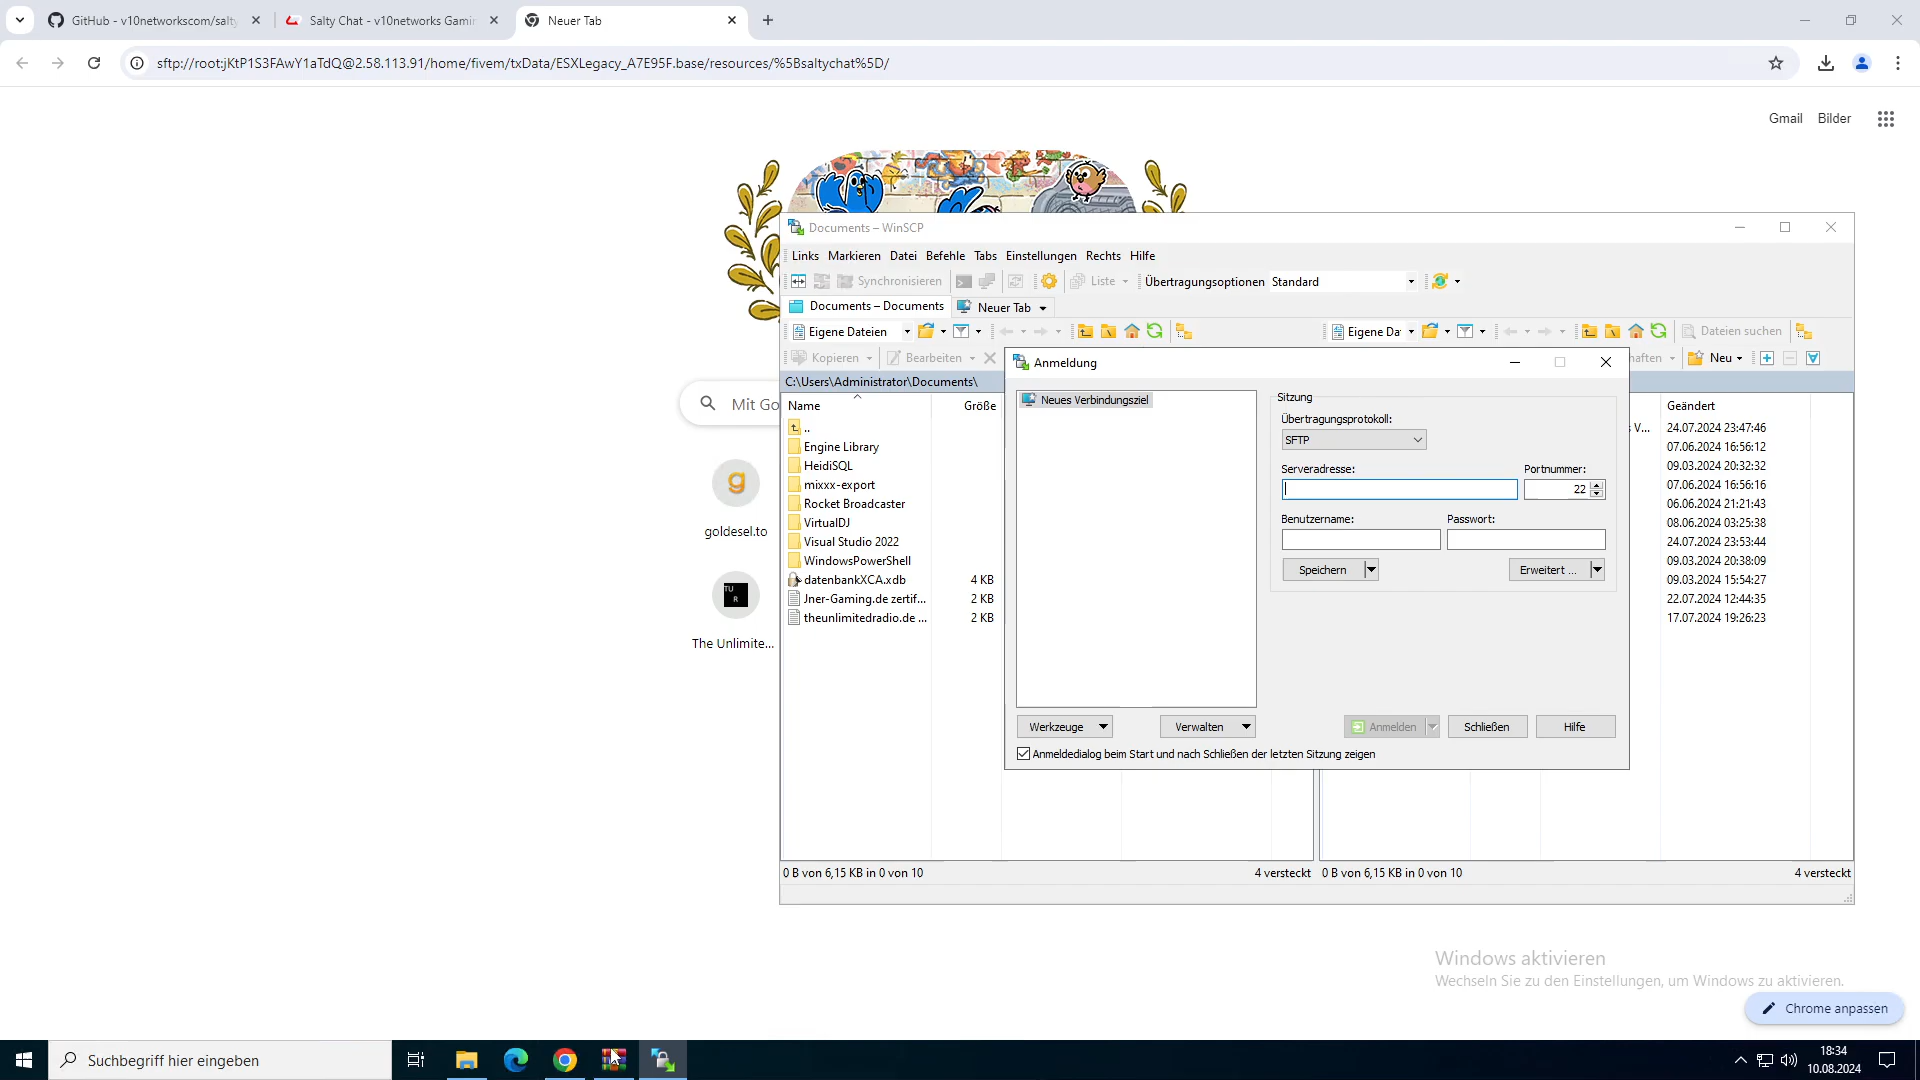 GitHub - v10networkscom/salty
Salty Chat - v10networks Gamin
Neuer Tab
sftp://root:jKtP1S3FAwY1aTdQ@2.58.113.91/home/fivem/txData/ESXLegacy_A7E95F.base/resources/%5Bsaltychat%5D/
Gmail Bilder
Documents – WinSCP
Links Markieren Datei Befehle Tabs Einstellungen Rechts Hilfe
Synchronisieren Liste Übertragungsoptionen Standard
Documents – Documents Neuer Tab
Eigene Dateien Eigene Da Dateien suchen
Kopieren Bearbeiten haften Neu
C:\Users\Administrator\Documents\
Mit Go
Name Größe
..
Engine Library
HeidiSQL
mixxx-export
Rocket Broadcaster
VirtualDJ
Visual Studio 2022
WindowsPowerShell
datenbankXCA.xdb 4 KB
Jner-Gaming.de zertif... 2 KB
theunlimitedradio.de ... 2 KB
goldesel.to
TU
R
The Unlimite...
Anmeldung
Neues Verbindungsziel
Sitzung
Übertragungsprotokoll:
SFTP
Serveradresse: Portnummer:
22
Benutzername: Passwort:
Speichern Erweitert ...
Werkzeuge Verwalten Anmelden Schließen Hilfe
Anmeldedialog beim Start und nach Schließen der letzten Sitzung zeigen
Geändert
s V... 24.07.2024 23:47:46
07.06.2024 16:56:12
09.03.2024 20:32:32
07.06.2024 16:56:16
06.06.2024 21:21:43
08.06.2024 03:25:38
24.07.2024 23:53:44
09.03.2024 20:38:09
09.03.2024 15:54:27
22.07.2024 12:44:35
17.07.2024 19:26:23
0 B von 6,15 KB in 0 von 10 4 versteckt 0 B von 6,15 KB in 0 von 10 4 versteckt
Windows aktivieren
Wechseln Sie zu den Einstellungen, um Windows zu aktivieren.
Chrome anpassen
Suchbegriff hier eingeben
18:34
10.08.2024